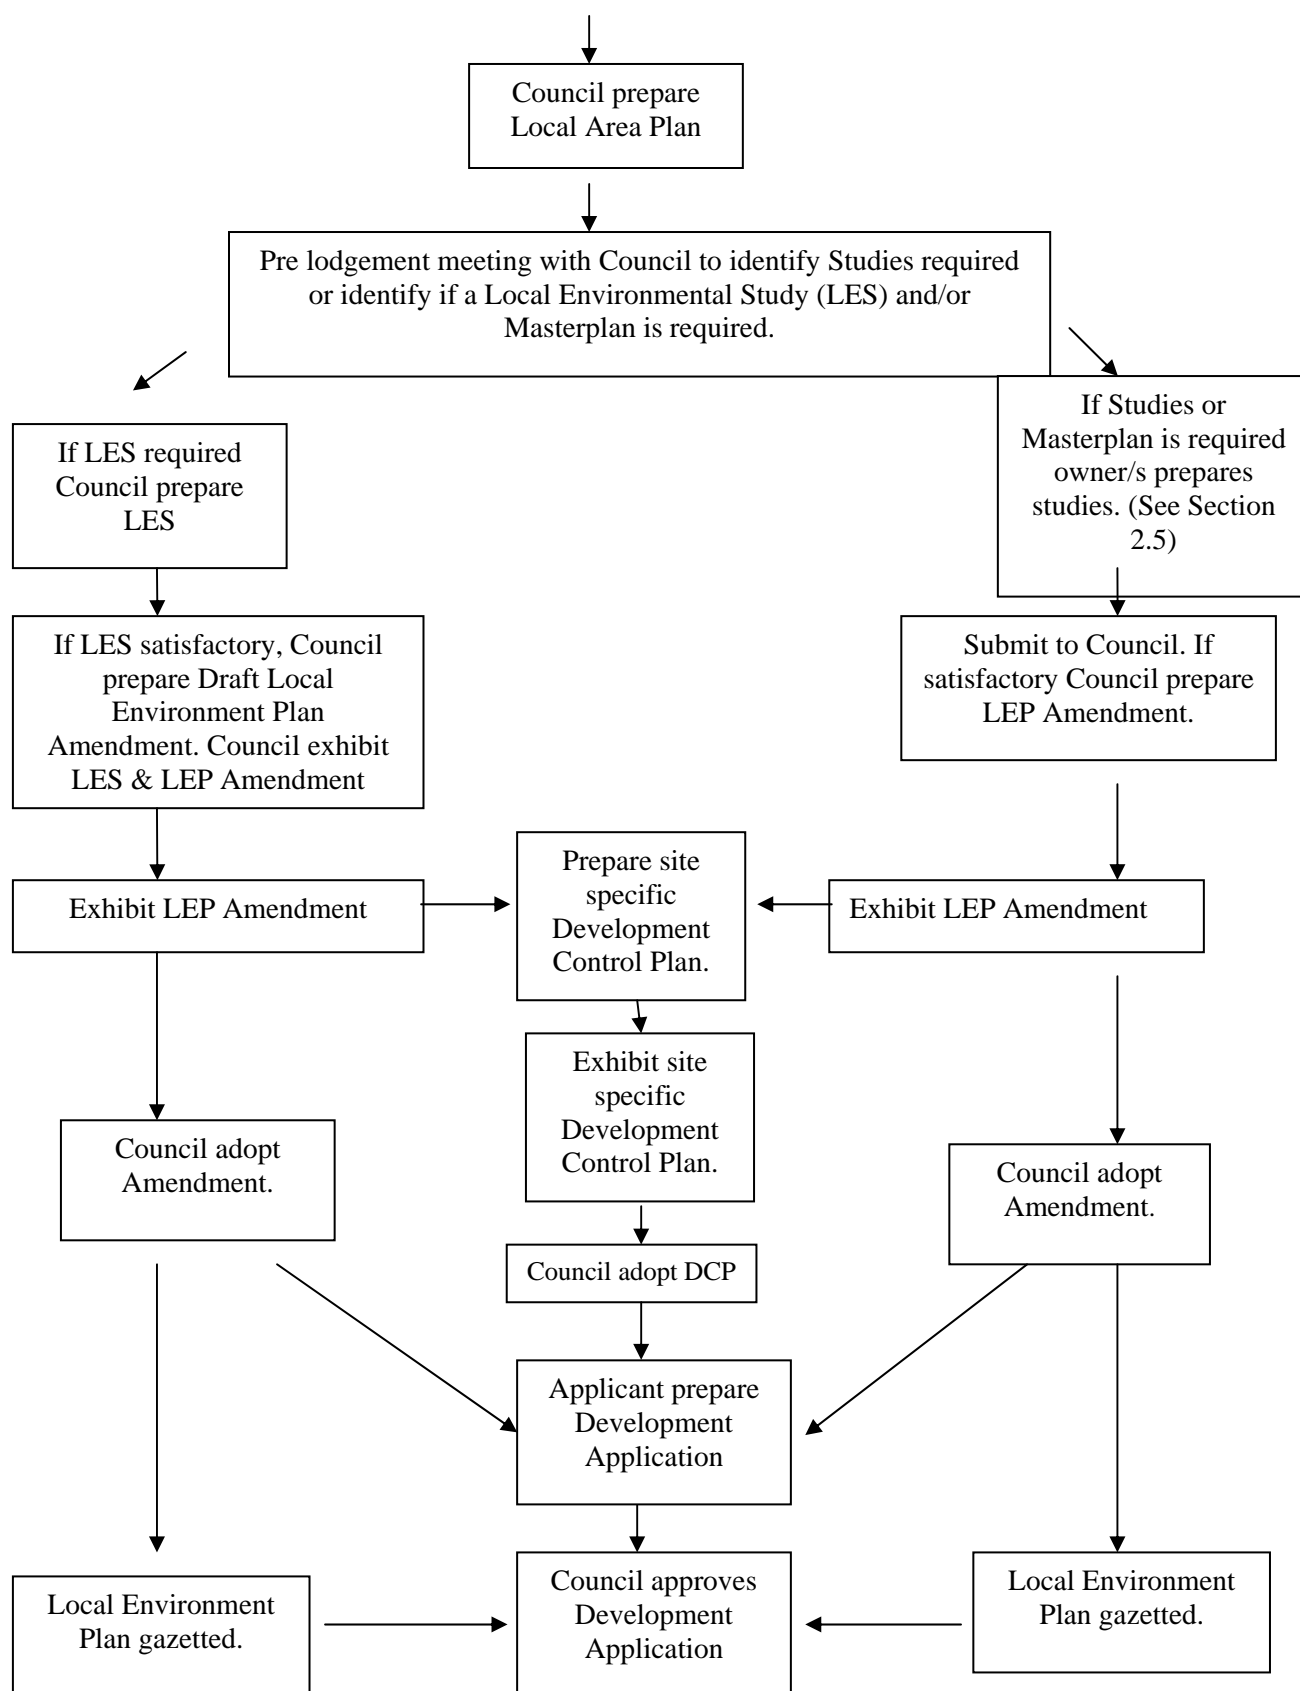 Council prepare
Local Area Plan
Pre lodgement meeting with Council to identify Studies required
or identify if a Local Environmental Study (LES) and/or
Masterplan is required.
If LES required
Council prepare
LES
If Studies or
Masterplan is required
owner/s prepares
studies. (See Section
2.5)
If LES satisfactory, Council
prepare Draft Local
Environment Plan
Amendment. Council exhibit
LES & LEP Amendment
Submit to Council. If
satisfactory Council prepare
LEP Amendment.
Exhibit LEP Amendment
Prepare site
specific
Development
Control Plan.
Exhibit LEP Amendment
Exhibit site
specific
Development
Control Plan.
Council adopt
Amendment.
Council adopt
Amendment.
Council adopt DCP
Applicant prepare
Development
Application
Local Environment
Plan gazetted.
Council approves
Development
Application
Local Environment
Plan gazetted.